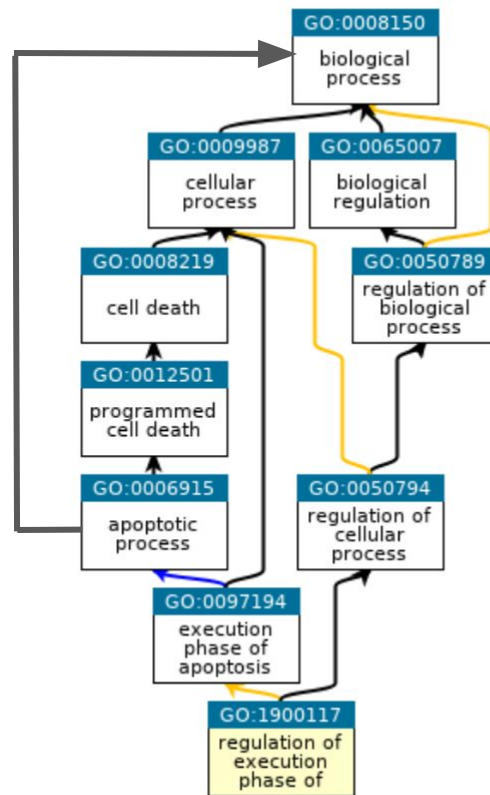 GO:0008150
biological
process
GO:0009987
cellular
process
GO:0065007
biological
regulation
GO:0008219
cell death
GO:0050789
regulation of
biological
process
GO:0012501
programmed
cell death
GO:0006915
apoptotic
process
GO:0050794
regulation of
cellular
process
GO:0097194
execution
phase of
apoptosis
GO:1900117
regulation of
execution
phase of